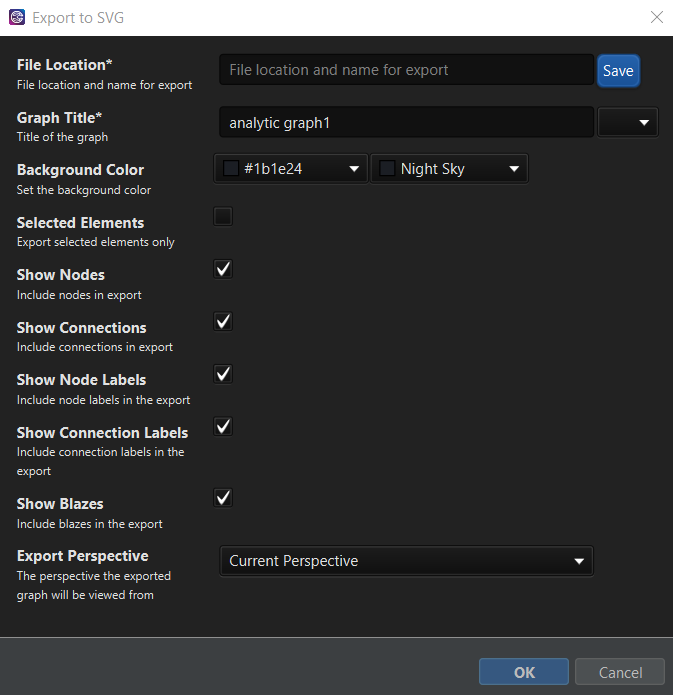 Export to SVG
File Location*
File location and name for export
File location and name for export
Save
Graph Title*
Title of the graph
analytic graph1
Background Color
Set the background color
#1b1e24
Night Sky
Selected Elements
Export selected elements only
Show Nodes
Include nodes in export
Show Connections
Include connections in export
Show Node Labels
Include node labels in the export
Show Connection Labels
Include connection labels in the
export
Show Blazes
Include blazes in the export
Export Perspective
The perspective the exported
graph will be viewed from
Current Perspective
OK
Cancel